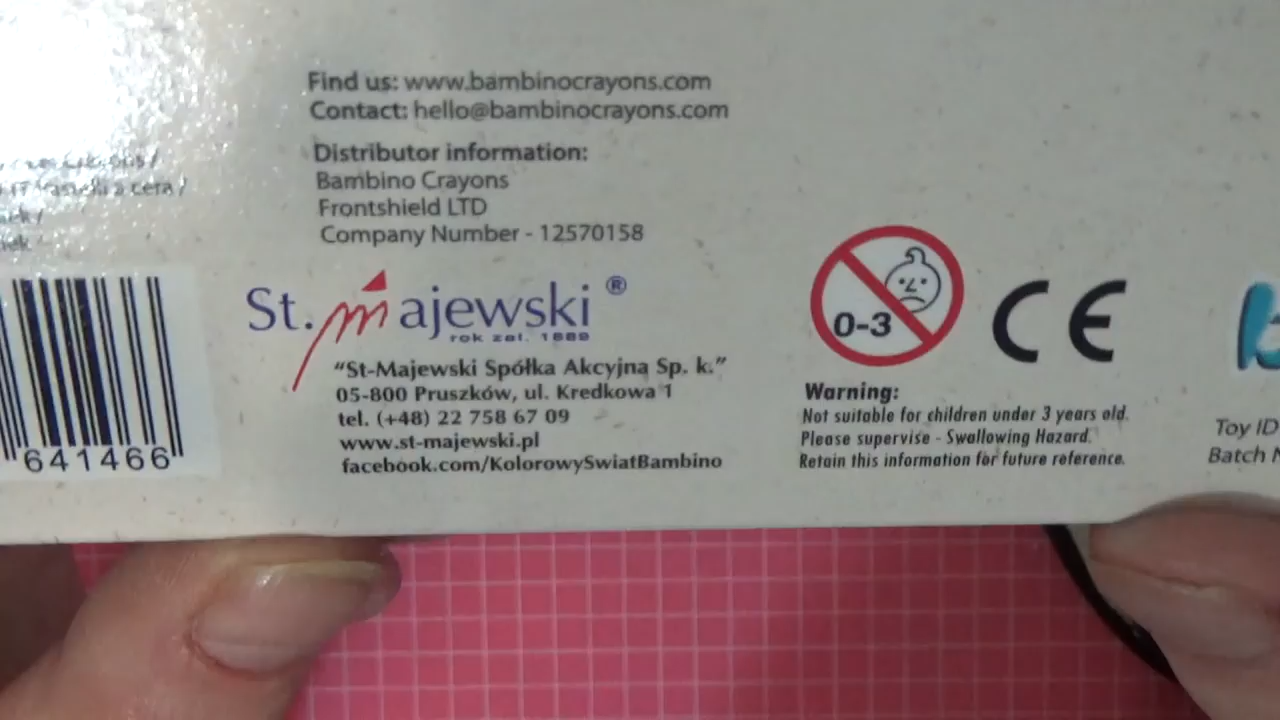 Find us: www.bambinocrayons.com
Contact: hello@bambinocrayons.com
Distributor information:
Bambino Crayons
Frontshield LTD
Company Number - 12570158
a cera /
St. majewski ®
rok zał. 1889
"St-Majewski Spółka Akcyjna Sp. k."
05-800 Pruszków, ul. Kredkowa 1
tel. (+48) 22 758 67 09
www.st-majewski.pl
facebook.com/KolorowySwiatBambino
641466
0-3
CE
Warning:
Not suitable for children under 3 years old.
Please supervise - Swallowing Hazard.
Retain this information for future reference.
Toy ID
Batch